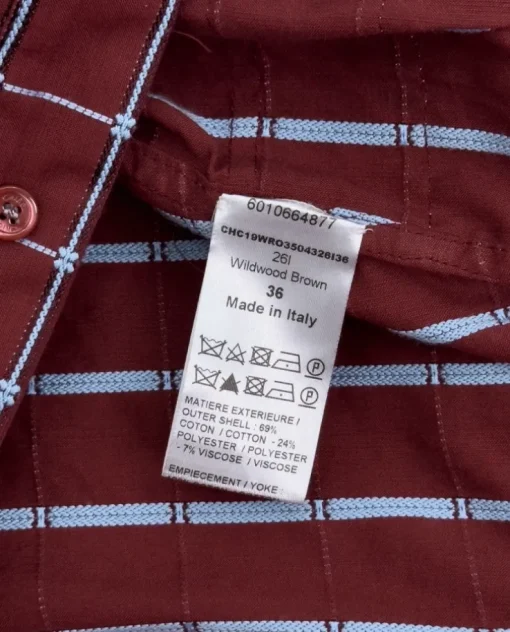 6010664877
CHC19WRO3504326I36
26I
Wildwood Brown
36
Made in Italy
P
P
MATIERE EXTERIEURE /
OUTER SHELL : 69%
COTON / COTTON - 24%
POLYESTER / POLYESTER
- 7% VISCOSE / VISCOSE
EMPIECEMENT / YOKE :